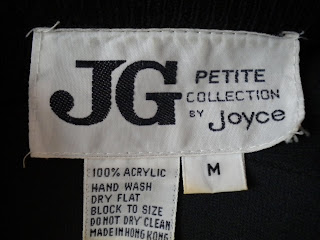 JG PETITE
COLLECTION
BY Joyce
100% ACRYLIC
HAND WASH
DRY FLAT
BLOCK TO SIZE
DO NOT DRY CLEAN
MADE IN HONG KONG
M